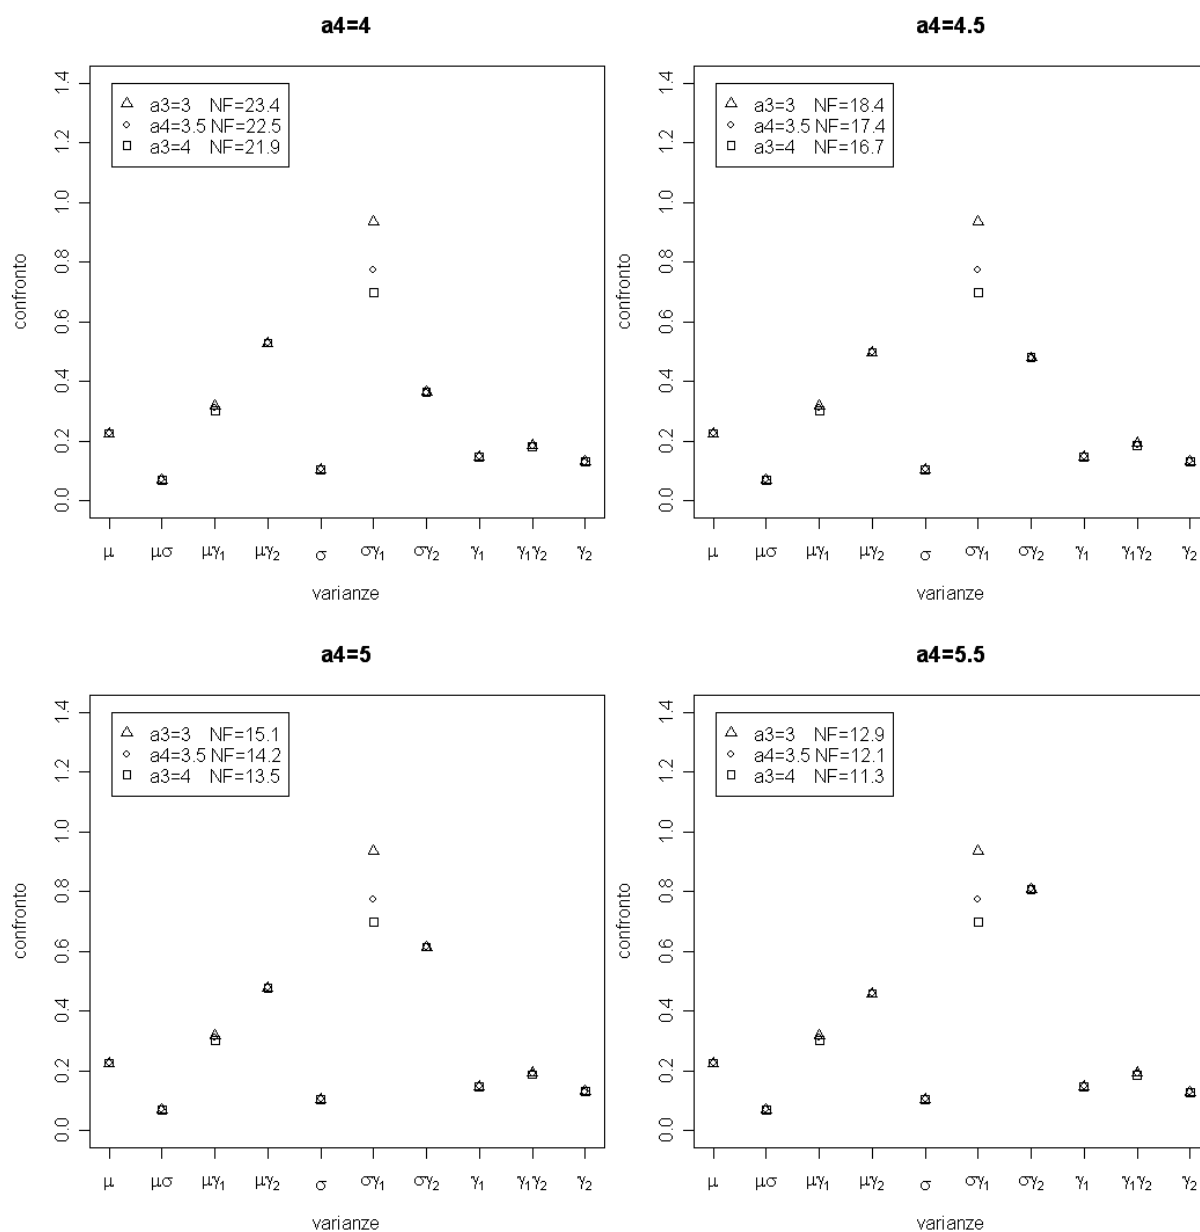 a4=4
confronto
0.0 0.2 0.4 0.6 0.8 1.0 1.2 1.4
a3=3 NF=23.4
a4=3.5 NF=22.5
a3=4 NF=21.9
μ μσ μγ₁ μγ₂ σ σγ₁ σγ₂ γ₁ γ₁γ₂ γ₂
varianze
a4=4.5
confronto
0.0 0.2 0.4 0.6 0.8 1.0 1.2 1.4
a3=3 NF=18.4
a4=3.5 NF=17.4
a3=4 NF=16.7
μ μσ μγ₁ μγ₂ σ σγ₁ σγ₂ γ₁ γ₁γ₂ γ₂
varianze
a4=5
confronto
0.0 0.2 0.4 0.6 0.8 1.0 1.2 1.4
a3=3 NF=15.1
a4=3.5 NF=14.2
a3=4 NF=13.5
μ μσ μγ₁ μγ₂ σ σγ₁ σγ₂ γ₁ γ₁γ₂ γ₂
varianze
a4=5.5
confronto
0.0 0.2 0.4 0.6 0.8 1.0 1.2 1.4
a3=3 NF=12.9
a4=3.5 NF=12.1
a3=4 NF=11.3
μ μσ μγ₁ μγ₂ σ σγ₁ σγ₂ γ₁ γ₁γ₂ γ₂
varianze